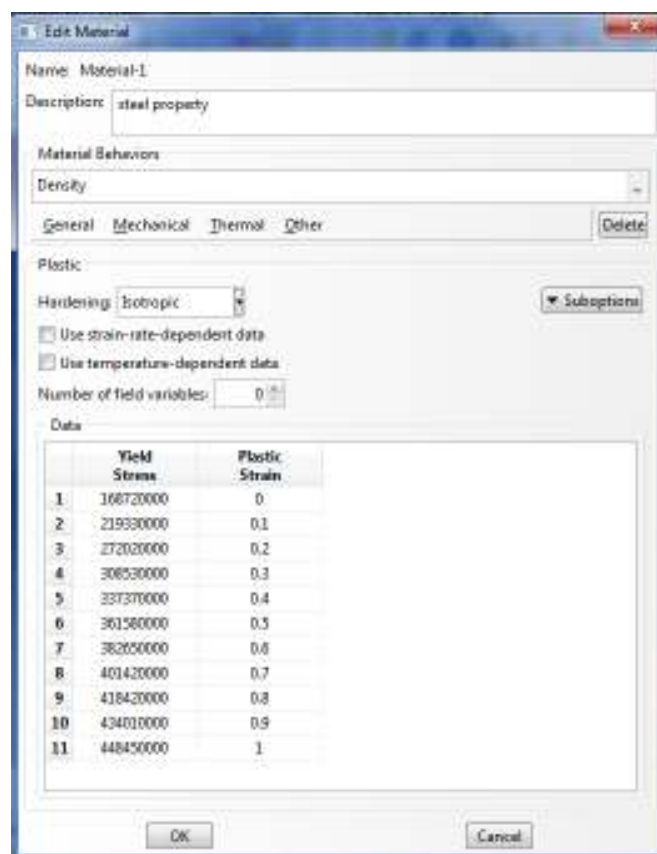 Edit Material
Name: Material-1
Description: steel property
Material Behaviors
Density
General Mechanical Thermal Other Delete
Plastic
Hardening: Isotropic Suboptions
Use strain-rate-dependent data
Use temperature-dependent data
Number of field variables: 0
Data
Yield Stress Plastic Strain
1 168720000 0
2 219330000 0.1
3 272020000 0.2
4 308530000 0.3
5 337370000 0.4
6 361580000 0.5
7 382650000 0.6
8 401420000 0.7
9 418420000 0.8
10 434010000 0.9
11 448450000 1
OK Cancel